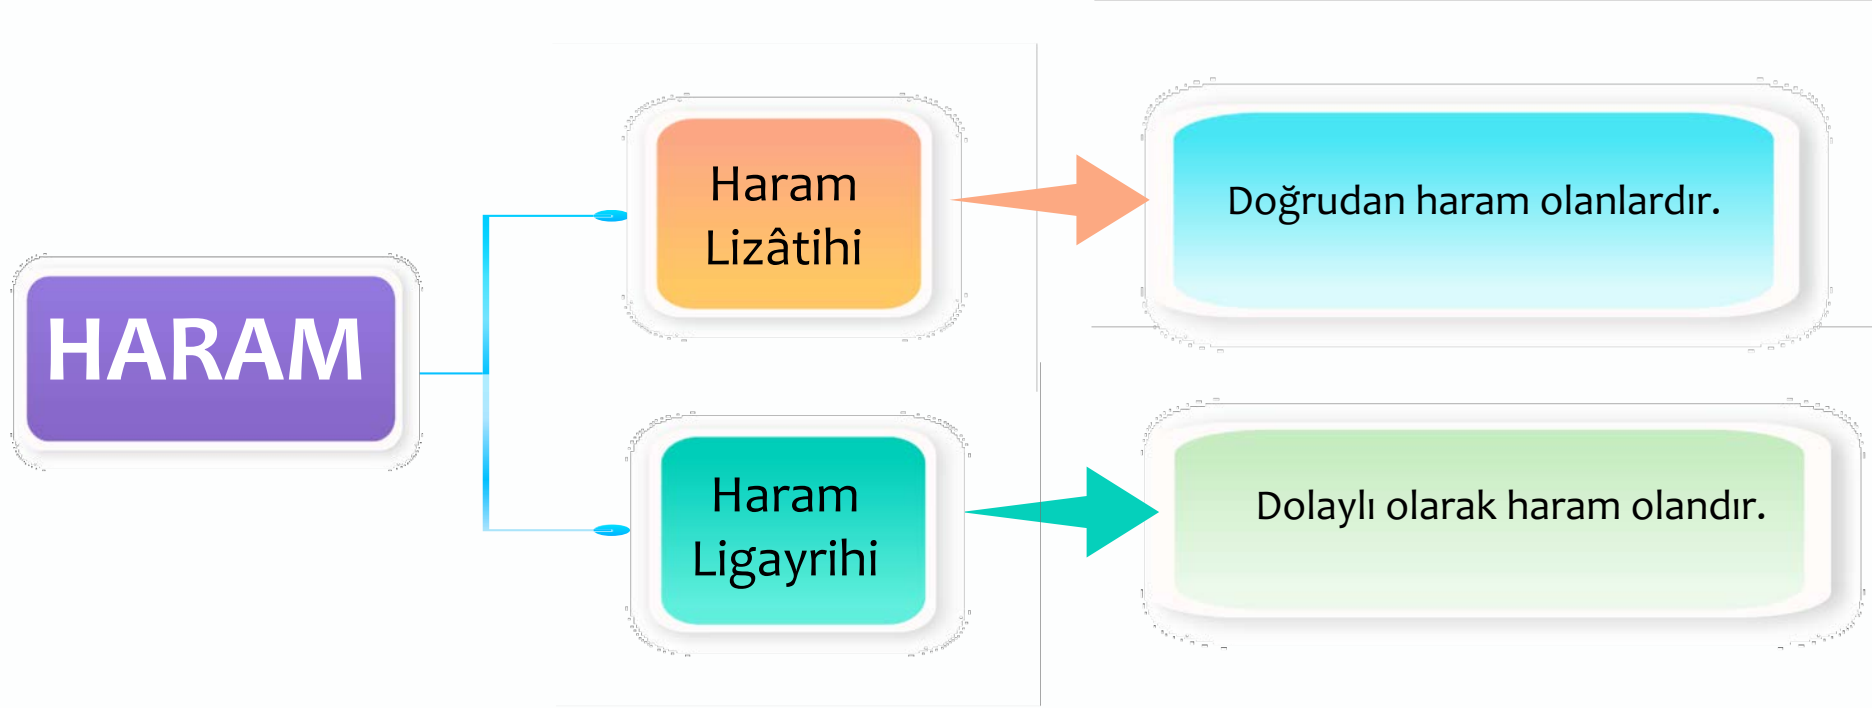 HARAM
Haram
Lizâtihi
Doğrudan haram olanlardır.
Haram
Ligayrihi
Dolaylı olarak haram olandır.